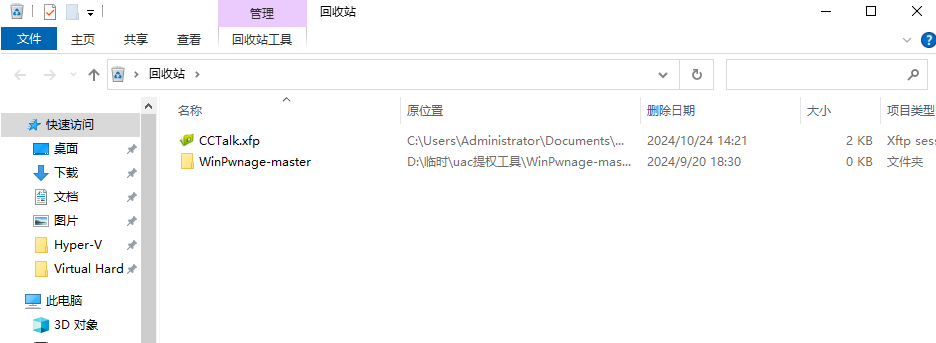 管理
回收站
文件
主页
共享
查看
回收站工具
回收站
名称
原位置
删除日期
大小
项目类型
CCTalk.xfp
C:\Users\Administrator\Documents\...
2024/10/24 14:21
2 KB
Xftp ses
WinPwnage-master
D:\临时\uac提权工具\WinPwnage-mas...
2024/9/20 18:30
0 KB
文件夹
快速访问
桌面
下载
文档
图片
Hyper-V
Virtual Hard
此电脑
3D 对象